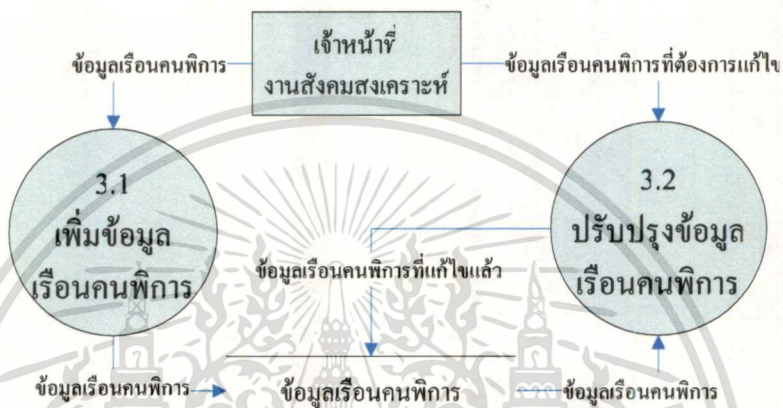 เจ้าหน้าที่
งานสังคมสงเคราะห์
ข้อมูลเรือนคนพิการ
ข้อมูลเรือนคนพิการที่ต้องการแก้ไข
3.1
เพิ่มข้อมูล
เรือนคนพิการ
3.2
ปรับปรุงข้อมูล
เรือนคนพิการ
ข้อมูลเรือนคนพิการที่แก้ไขแล้ว
ข้อมูลเรือนคนพิการ
ข้อมูลเรือนคนพิการ
ข้อมูลเรือนคนพิการ